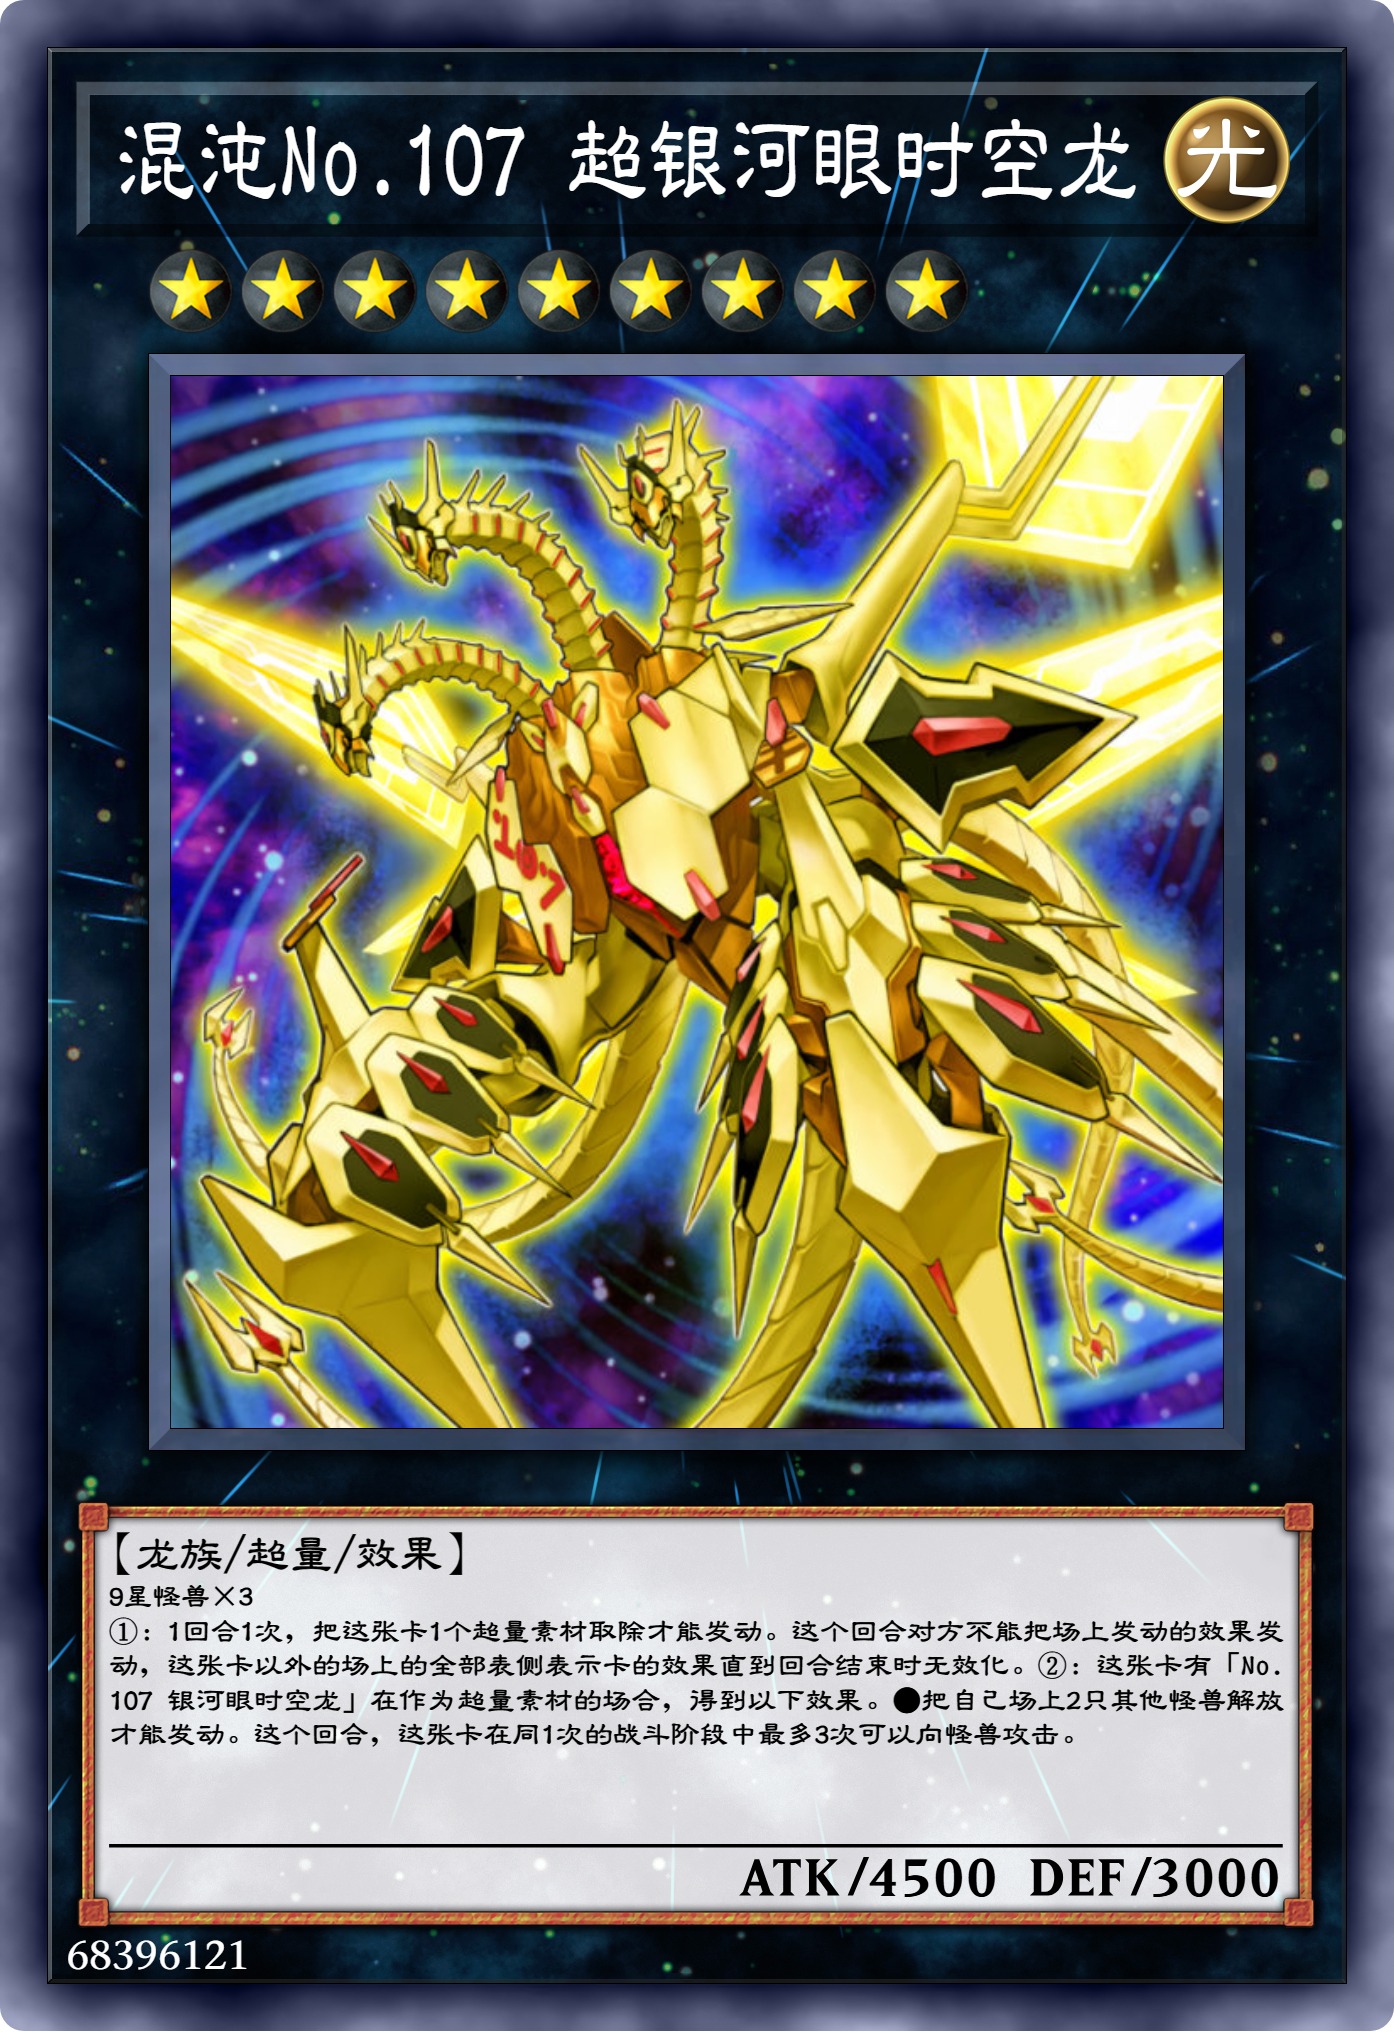 混沌No.107 超银河眼时空龙 光
1 0 7
【龙族/超量/效果】
9星怪兽×3
①：1回合1次，把这张卡1个超量素材取除才能发动。这个回合对方不能把场上发动的效果发
动，这张卡以外的场上的全部表侧表示卡的效果直到回合结束时无效化。②：这张卡有「No.
107 银河眼时空龙」在作为超量素材的场合，得到以下效果。●把自己场上2只其他怪兽解放
才能发动。这个回合，这张卡在同1次的战斗阶段中最多3次可以向怪兽攻击。
ATK/4500 DEF/3000
68396121